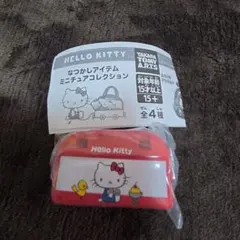 HELLO KITTY
なつかしアイテム
ミニチュアコレクション
TAKARA TOMY
ARTS
対象年齢
15才以上
15+
全4種
Hello Kitty